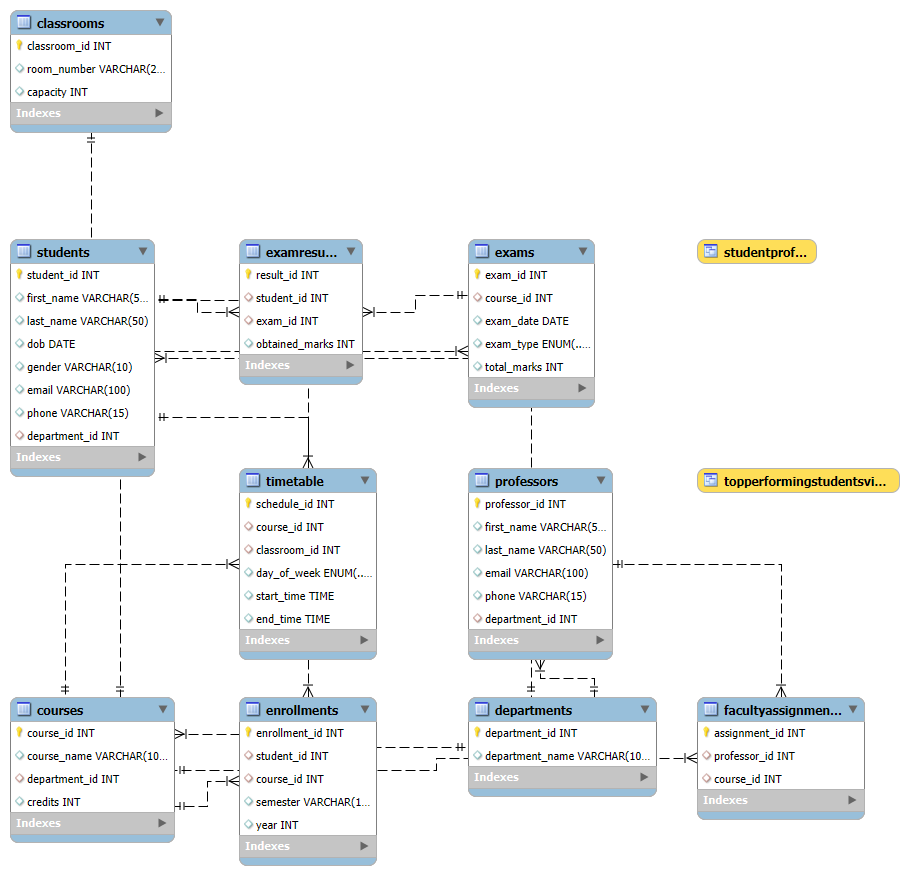 classrooms
classroom_id INT
room_number VARCHAR(2...
capacity INT
Indexes
students
student_id INT
first_name VARCHAR(5...
last_name VARCHAR(50)
dob DATE
gender VARCHAR(10)
email VARCHAR(100)
phone VARCHAR(15)
department_id INT
Indexes
examresu...
result_id INT
student_id INT
exam_id INT
obtained_marks INT
Indexes
exams
exam_id INT
course_id INT
exam_date DATE
exam_type ENUM(...
total_marks INT
Indexes
studentprof...
timetable
schedule_id INT
course_id INT
classroom_id INT
day_of_week ENUM(...
start_time TIME
end_time TIME
Indexes
professors
professor_id INT
first_name VARCHAR(5...
last_name VARCHAR(50)
email VARCHAR(100)
phone VARCHAR(15)
department_id INT
Indexes
topperformingstudentsvi...
courses
course_id INT
course_name VARCHAR(10...
department_id INT
credits INT
Indexes
enrollments
enrollment_id INT
student_id INT
course_id INT
semester VARCHAR(1...
year INT
Indexes
departments
department_id INT
department_name VARCHAR(10...
Indexes
facultyassignmen...
assignment_id INT
professor_id INT
course_id INT
Indexes